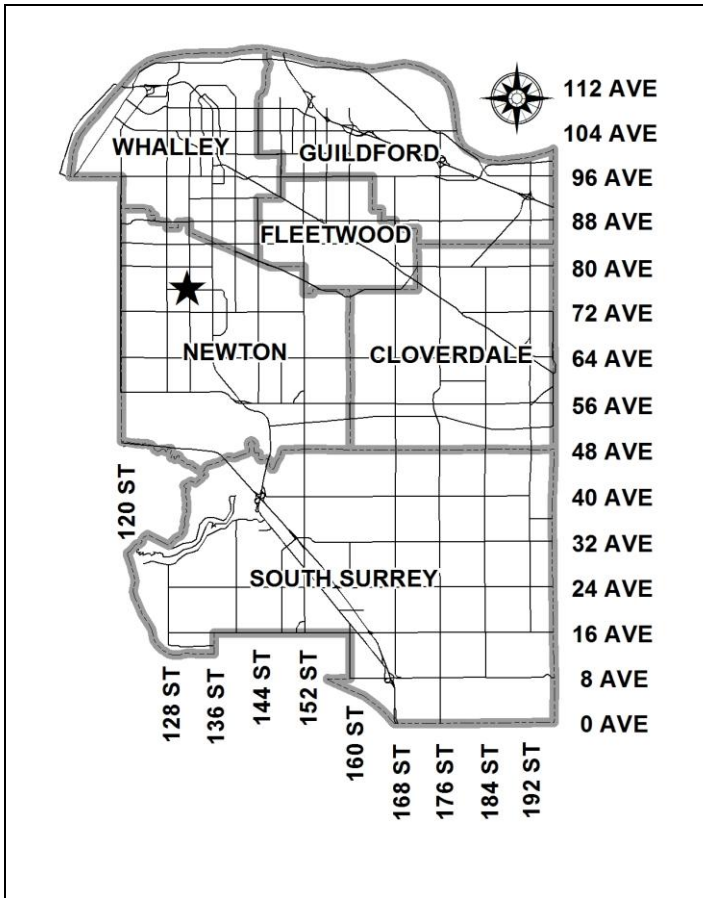 112 AVE
104 AVE
WHALLEY
GUILDFORD
96 AVE
88 AVE
FLEETWOOD
80 AVE
72 AVE
NEWTON
CLOVERDALE
64 AVE
56 AVE
48 AVE
120 ST
40 AVE
32 AVE
SOUTH SURREY
24 AVE
16 AVE
8 AVE
0 AVE
128 ST
136 ST
144 ST
152 ST
160 ST
168 ST
176 ST
184 ST
192 ST